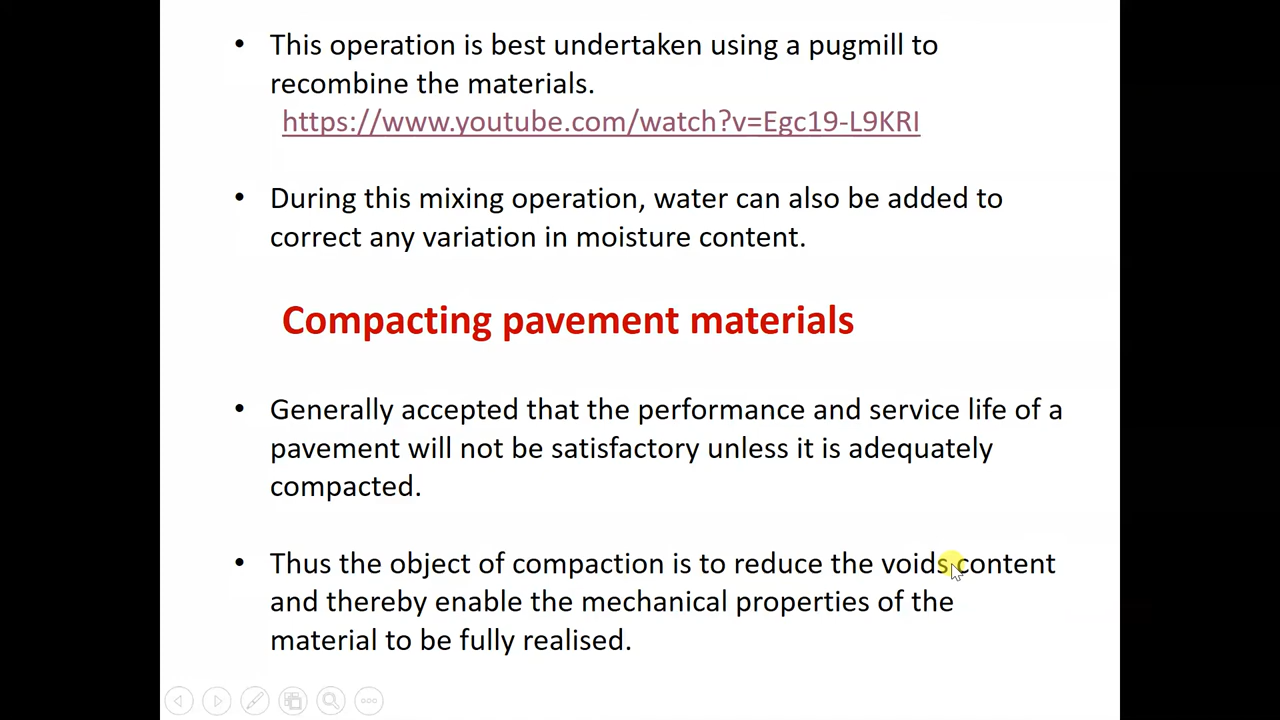 • This operation is best undertaken using a pugmill to
recombine the materials.
https://www.youtube.com/watch?v=Egc19-L9KRI
• During this mixing operation, water can also be added to
correct any variation in moisture content.
Compacting pavement materials
• Generally accepted that the performance and service life of a
pavement will not be satisfactory unless it is adequately
compacted.
• Thus the object of compaction is to reduce the voids content
and thereby enable the mechanical properties of the
material to be fully realised.